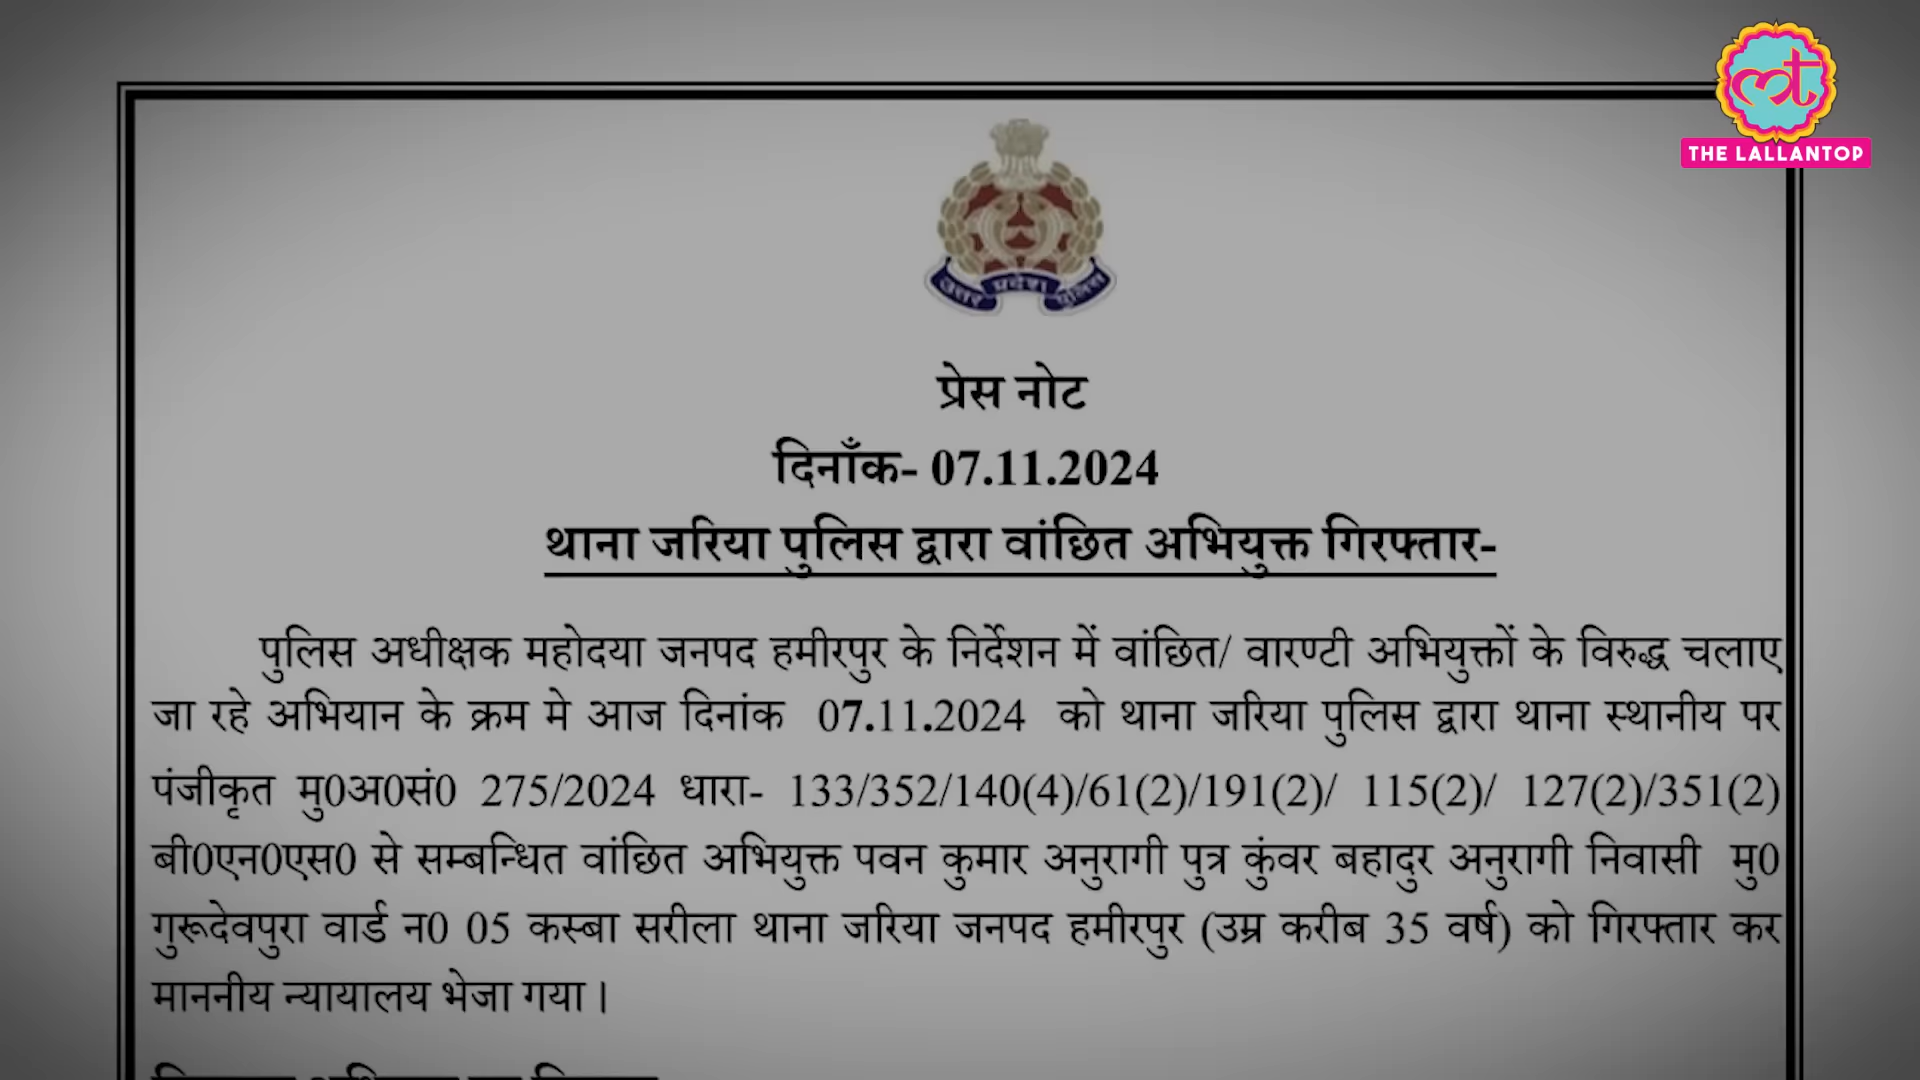 THE LALLANTOP
उत्तर प्रदेश पुलिस
प्रेस नोट
दिनाँक- 07.11.2024
थाना जरिया पुलिस द्वारा वांछित अभियुक्त गिरफ्तार-
पुलिस अधीक्षक महोदया जनपद हमीरपुर के निर्देशन में वांछित/ वारण्टी अभियुक्तों के विरुद्ध चलाए
जा रहे अभियान के क्रम मे आज दिनांक 07.11.2024 को थाना जरिया पुलिस द्वारा थाना स्थानीय पर
पंजीकृत मु0अ0सं0 275/2024 धारा- 133/352/140(4)/61(2)/191(2)/ 115(2)/ 127(2)/351(2)
बी0एन0एस0 से सम्बन्धित वांछित अभियुक्त पवन कुमार अनुरागी पुत्र कुंवर बहादुर अनुरागी निवासी मु0
गुरूदेवपुरा वार्ड न0 05 कस्बा सरीला थाना जरिया जनपद हमीरपुर (उम्र करीब 35 वर्ष) को गिरफ्तार कर
माननीय न्यायालय भेजा गया।